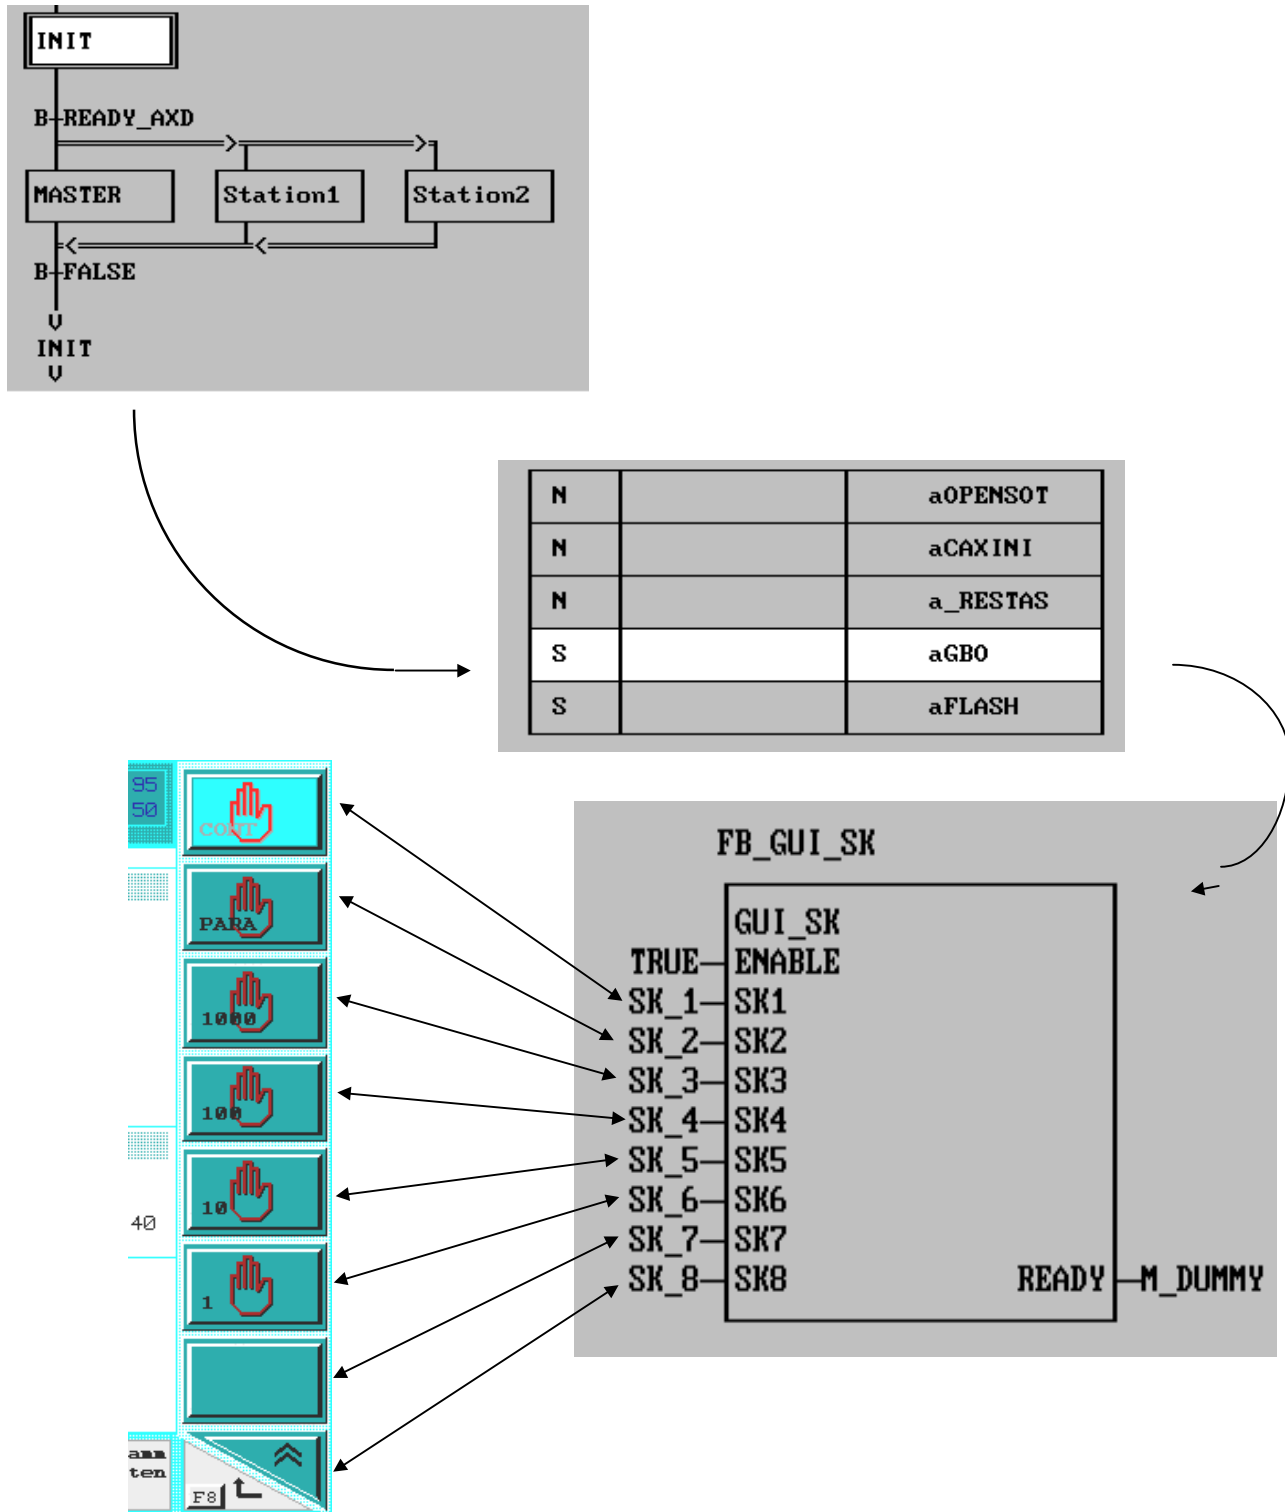 INIT
B READY_AXD
MASTER Station1 Station2
B FALSE
INIT
N aOPENSOT
N aCAXINI
N a_RESTAS
S aGBO
S aFLASH
95
50
CONT
PARA
1000
100
10
40
1
amm
ten
F8
FB_GUI_SK
GUI_SK
TRUE ENABLE
SK_1 SK1
SK_2 SK2
SK_3 SK3
SK_4 SK4
SK_5 SK5
SK_6 SK6
SK_7 SK7
SK_8 SK8 READY M_DUMMY